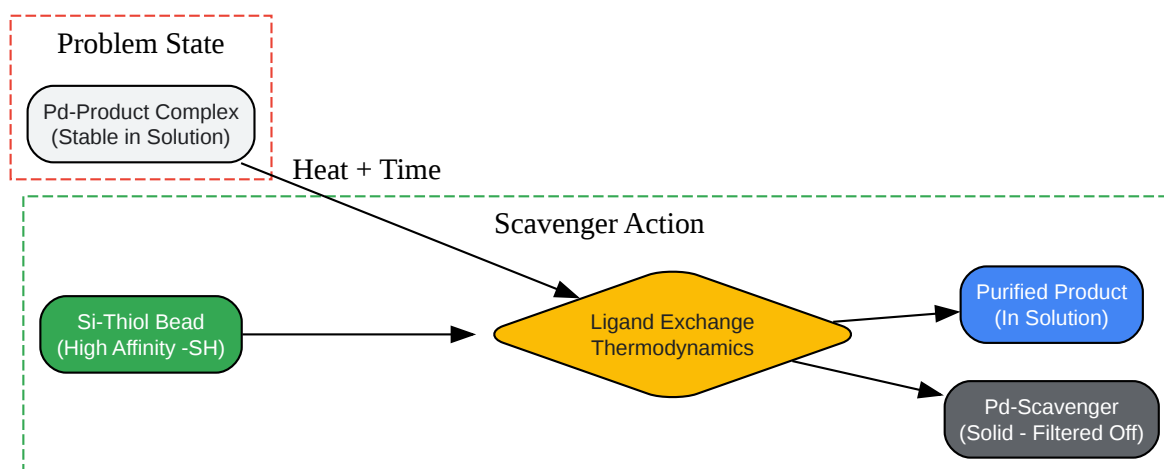 Problem State
Pd-Product Complex
(Stable in Solution)
Heat + Time
Scavenger Action
Si-Thiol Bead
(High Affinity -SH)
Ligand Exchange
Thermodynamics
Purified Product
(In Solution)
Pd-Scavenger
(Solid - Filtered Off)